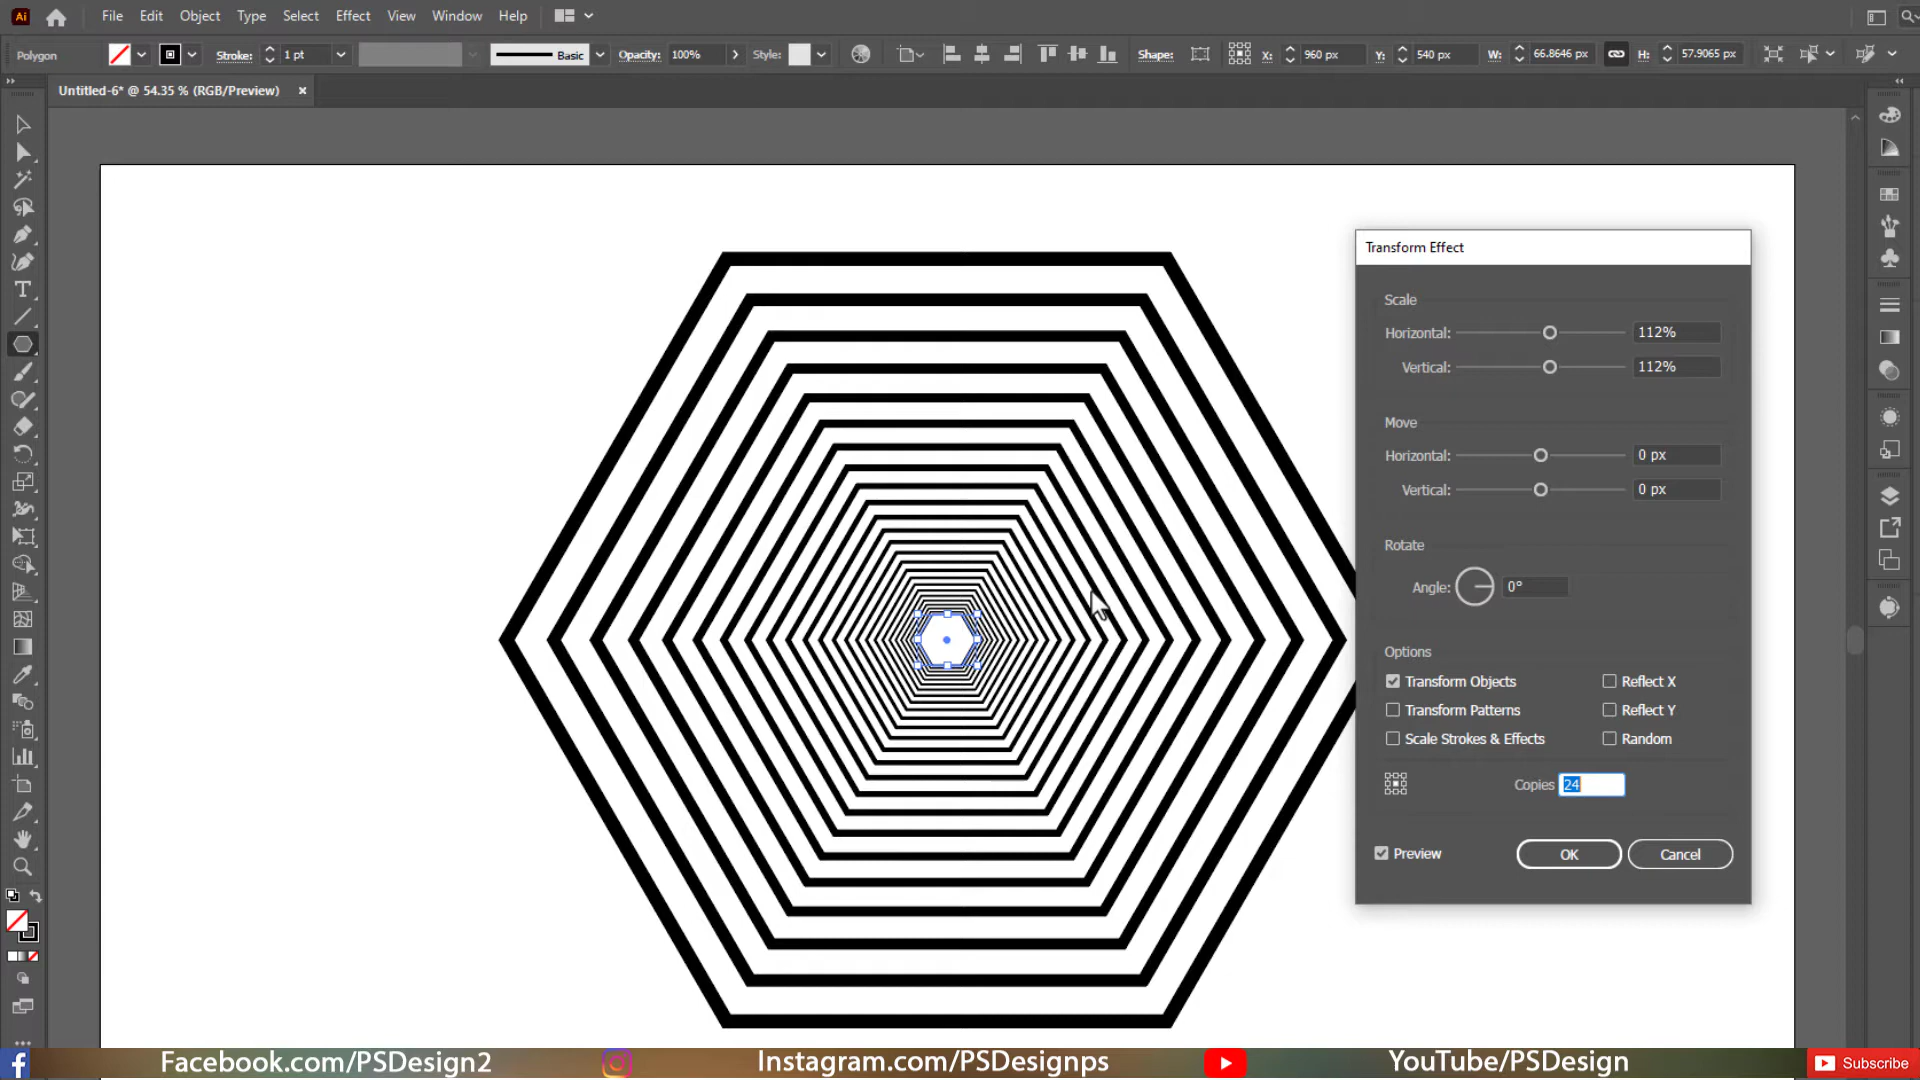 Ai File Edit Object Type Select Effect View Window Help
Polygon Stroke: 1 pt Basic Opacity: 100% Style: Shape: X: 960 px Y: 540 px W: 66.8646 px H: 57.9065 px
Untitled-6* @ 54.35 % (RGB/Preview) ×
Transform Effect
Scale
Horizontal: 112%
Vertical: 112%
Move
Horizontal: 0 px
Vertical: 0 px
Rotate
Angle: 0°
Options
Transform Objects Reflect X
Transform Patterns Reflect Y
Scale Strokes & Effects Random
Copies 24
Preview OK Cancel
Facebook.com/PSDesign2 Instagram.com/PSDesignps YouTube/PSDesign Subscribe